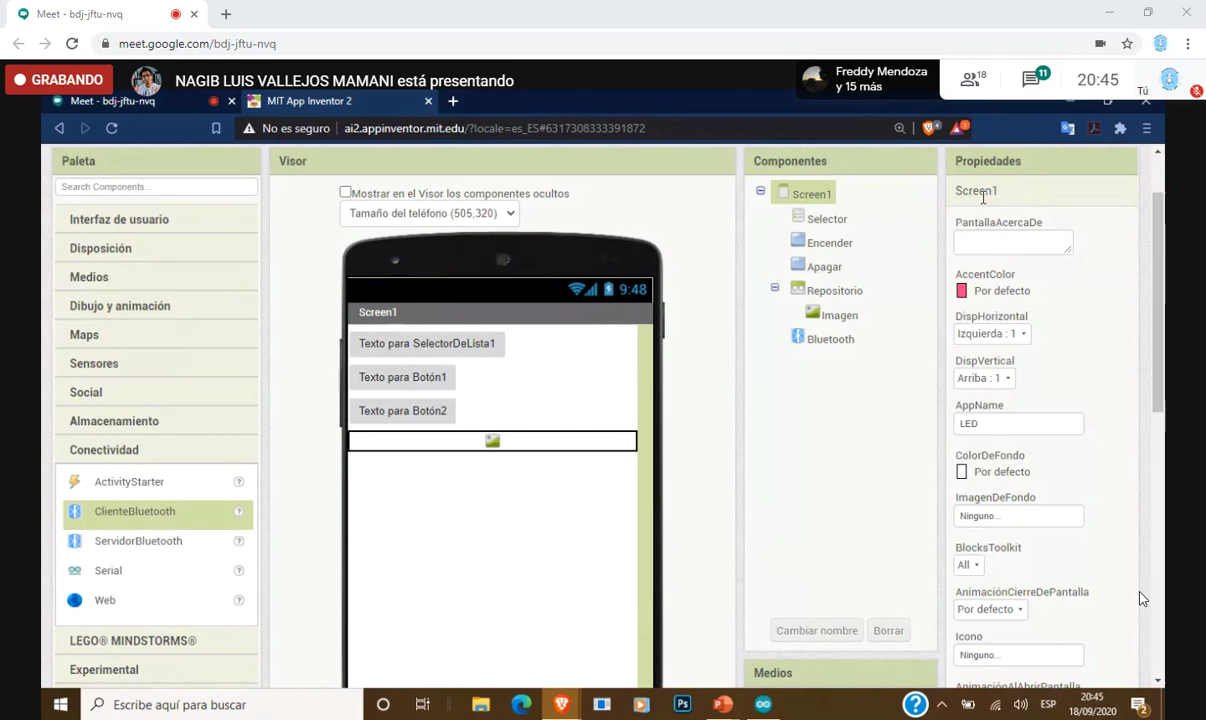 Meet - bdj-jftu-nvq
meet.google.com/bdj-jftu-nvq
GRABANDO
NAGIB LUIS VALLEJOS MAMANI está presentando
Freddy Mendoza
y 15 más
18
11
20:45
Tú
Meet - bdj-jftu-nvq
MIT App Inventor 2
No es seguro
ai2.appinventor.mit.edu/?locale=es_ES#6317308333391872
Paleta
Search Components...
Interfaz de usuario
Disposición
Medios
Dibujo y animación
Maps
Sensores
Social
Almacenamiento
Conectividad
ActivityStarter
ClienteBluetooth
ServidorBluetooth
Serial
Web
LEGO® MINDSTORMS®
Experimental
Visor
Mostrar en el Visor los componentes ocultos
Tamaño del teléfono (505,320)
9:48
Screen1
Texto para SelectorDeLista1
Texto para Botón1
Texto para Botón2
Componentes
Screen1
Selector
Encender
Apagar
Repositorio
Imagen
Bluetooth
Cambiar nombre
Borrar
Medios
Propiedades
Screen1
PantallaAcercaDe
AccentColor
Por defecto
DispHorizontal
Izquierda : 1
DispVertical
Arriba : 1
AppName
LED
ColorDeFondo
Por defecto
ImagenDeFondo
Ninguno...
BlocksToolkit
All
AnimaciónCierreDePantalla
Por defecto
Icono
Ninguno...
AnimaciónAlAbrirPantalla
Escribe aquí para buscar
ESP
20:45
18/09/2020
2